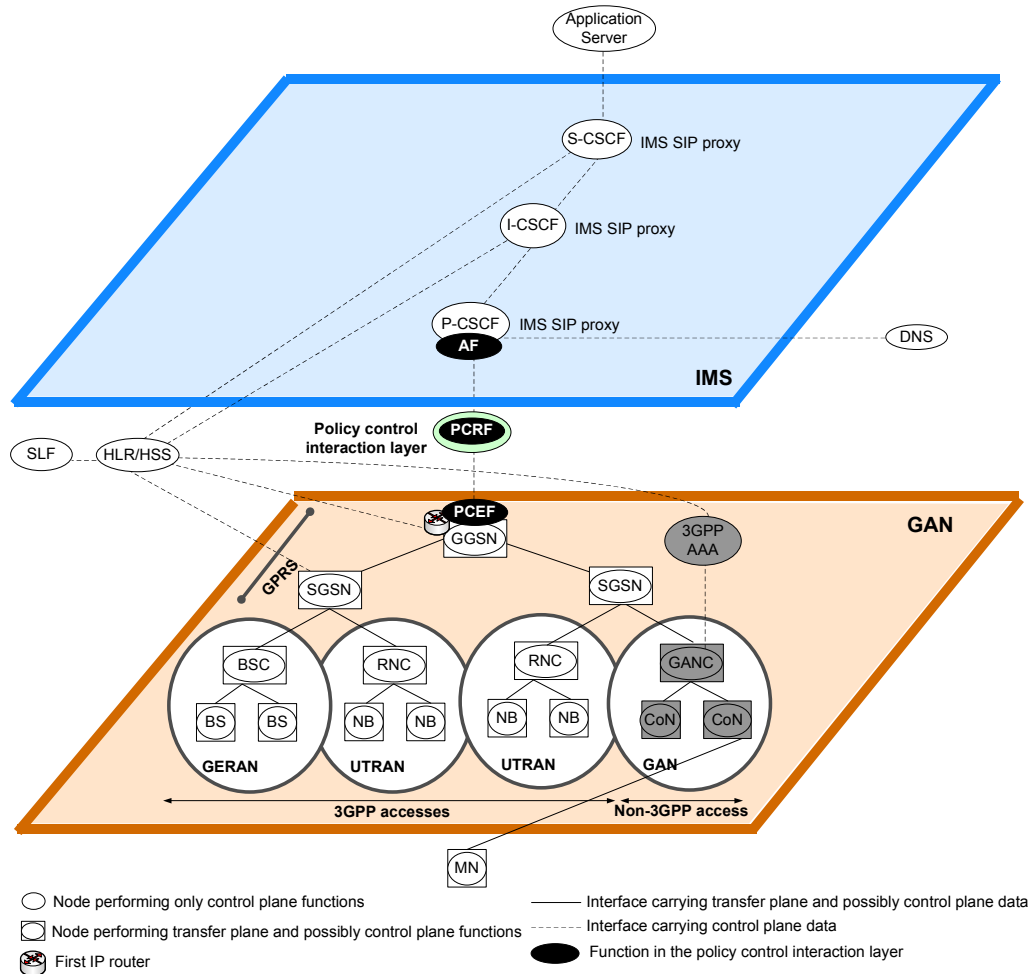 Application
Server
S-CSCF
IMS SIP proxy
I-CSCF
IMS SIP proxy
P-CSCF
IMS SIP proxy
AF
DNS
IMS
Policy control
interaction layer
PCRF
SLF
HLR/HSS
PCEF
GGSN
GAN
3GPP
AAA
GPRS
SGSN
SGSN
BSC
RNC
RNC
GANC
BS
BS
NB
NB
NB
NB
CoN
CoN
GERAN
UTRAN
UTRAN
GAN
3GPP accesses
Non-3GPP access
MN
Node performing only control plane functions
Node performing transfer plane and possibly control plane functions
First IP router
Interface carrying transfer plane and possibly control plane data
Interface carrying control plane data
Function in the policy control interaction layer